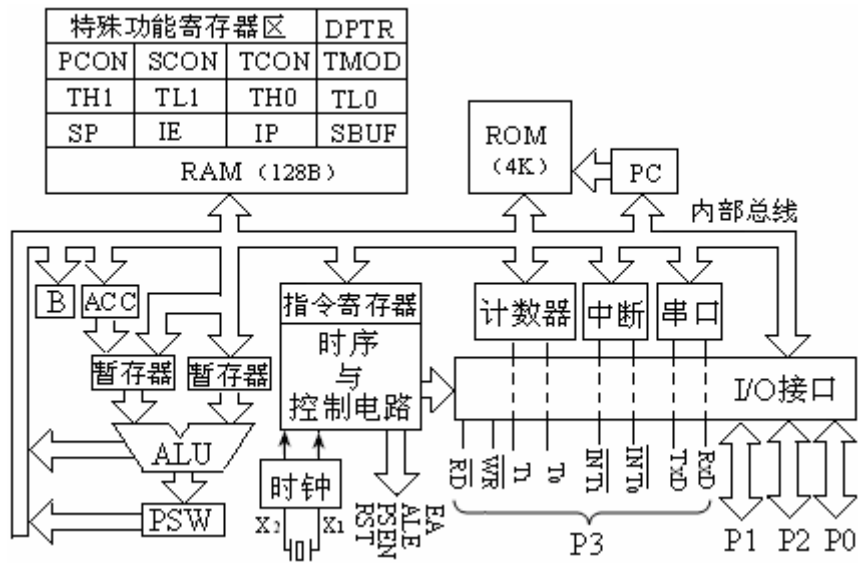 特殊功能寄存器区 DPTR
PCON SCON TCON TMOD
TH1 TL1 TH0 TL0
SP IE IP SBUF
RAM（128B）
ROM
（4K）
PC
内部总线
B ACC
指令寄存器
计数器 中断 串口
时序
与
控制电路
暂存器 暂存器
I/O接口
ALU
时钟
PSW
X2 X1
RST
PSEN
ALE
EA
RD WR T1 T0 INT1 INT0 TxD RxD
P3
P1 P2 P0